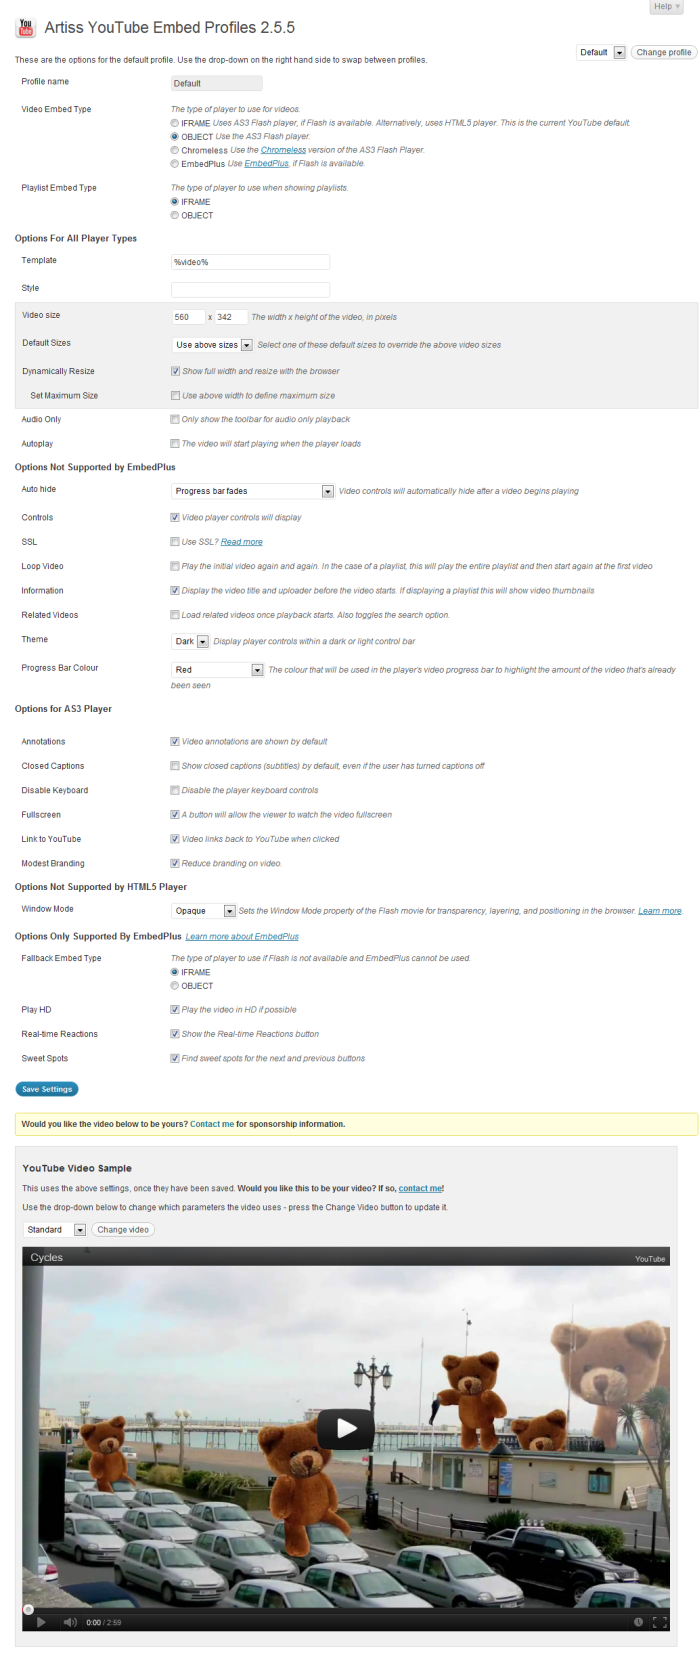 Help
You
Tube
Artiss YouTube Embed Profiles 2.5.5
Default Change profile
These are the options for the default profile. Use the drop-down on the right hand side to swap between profiles.
Profile name Default
Video Embed Type The type of player to use for videos.
IFRAME Uses AS3 Flash player, if Flash is available. Alternatively, uses HTML5 player. This is the current YouTube default.
OBJECT Use the AS3 Flash player.
Chromeless Use the Chromeless version of the AS3 Flash Player.
EmbedPlus Use EmbedPlus, if Flash is available.
Playlist Embed Type The type of player to use when showing playlists.
IFRAME
OBJECT
Options For All Player Types
Template %video%
Style
Video size 560 x 342 The width x height of the video, in pixels
Default Sizes Use above sizes Select one of these default sizes to override the above video sizes
Dynamically Resize Show full width and resize with the browser
Set Maximum Size Use above width to define maximum size
Audio Only Only show the toolbar for audio only playback
Autoplay The video will start playing when the player loads
Options Not Supported by EmbedPlus
Auto hide Progress bar fades Video controls will automatically hide after a video begins playing
Controls Video player controls will display
SSL Use SSL? Read more
Loop Video Play the initial video again and again. In the case of a playlist, this will play the entire playlist and then start again at the first video
Information Display the video title and uploader before the video starts. If displaying a playlist this will show video thumbnails
Related Videos Load related videos once playback starts. Also toggles the search option.
Theme Dark Display player controls within a dark or light control bar
Progress Bar Colour Red The colour that will be used in the player's video progress bar to highlight the amount of the video that's already
been seen
Options for AS3 Player
Annotations Video annotations are shown by default
Closed Captions Show closed captions (subtitles) by default, even if the user has turned captions off
Disable Keyboard Disable the player keyboard controls
Fullscreen A button will allow the viewer to watch the video fullscreen
Link to YouTube Video links back to YouTube when clicked
Modest Branding Reduce branding on video.
Options Not Supported by HTML5 Player
Window Mode Opaque Sets the Window Mode property of the Flash movie for transparency, layering, and positioning in the browser. Learn more.
Options Only Supported By EmbedPlus Learn more about EmbedPlus
Fallback Embed Type The type of player to use if Flash is not available and EmbedPlus cannot be used.
IFRAME
OBJECT
Play HD Play the video in HD if possible
Real-time Reactions Show the Real-time Reactions button
Sweet Spots Find sweet spots for the next and previous buttons
Save Settings
Would you like the video below to be yours? Contact me for sponsorship information.
YouTube Video Sample
This uses the above settings, once they have been saved. Would you like this to be your video? If so, contact me!
Use the drop-down below to change which parameters the video uses - press the Change Video button to update it.
Standard Change video
Cycles YouTube
0:00 / 2:59